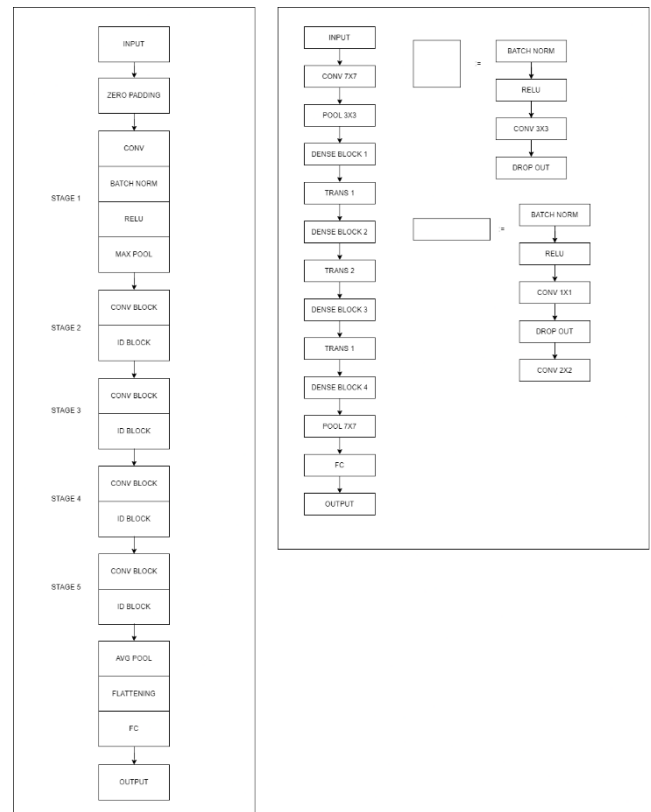 INPUT
ZERO PADDING
STAGE 1
CONV
BATCH NORM
RELU
MAX POOL
STAGE 2
CONV BLOCK
ID BLOCK
STAGE 3
CONV BLOCK
ID BLOCK
STAGE 4
CONV BLOCK
ID BLOCK
STAGE 5
CONV BLOCK
ID BLOCK
AVG POOL
FLATTENING
FC
OUTPUT
INPUT
CONV 7X7
POOL 3X3
DENSE BLOCK 1
TRANS 1
DENSE BLOCK 2
TRANS 2
DENSE BLOCK 3
TRANS 1
DENSE BLOCK 4
POOL 7X7
FC
OUTPUT
:=
BATCH NORM
RELU
CONV 3X3
DROP OUT
:=
BATCH NORM
RELU
CONV 1X1
DROP OUT
CONV 2X2